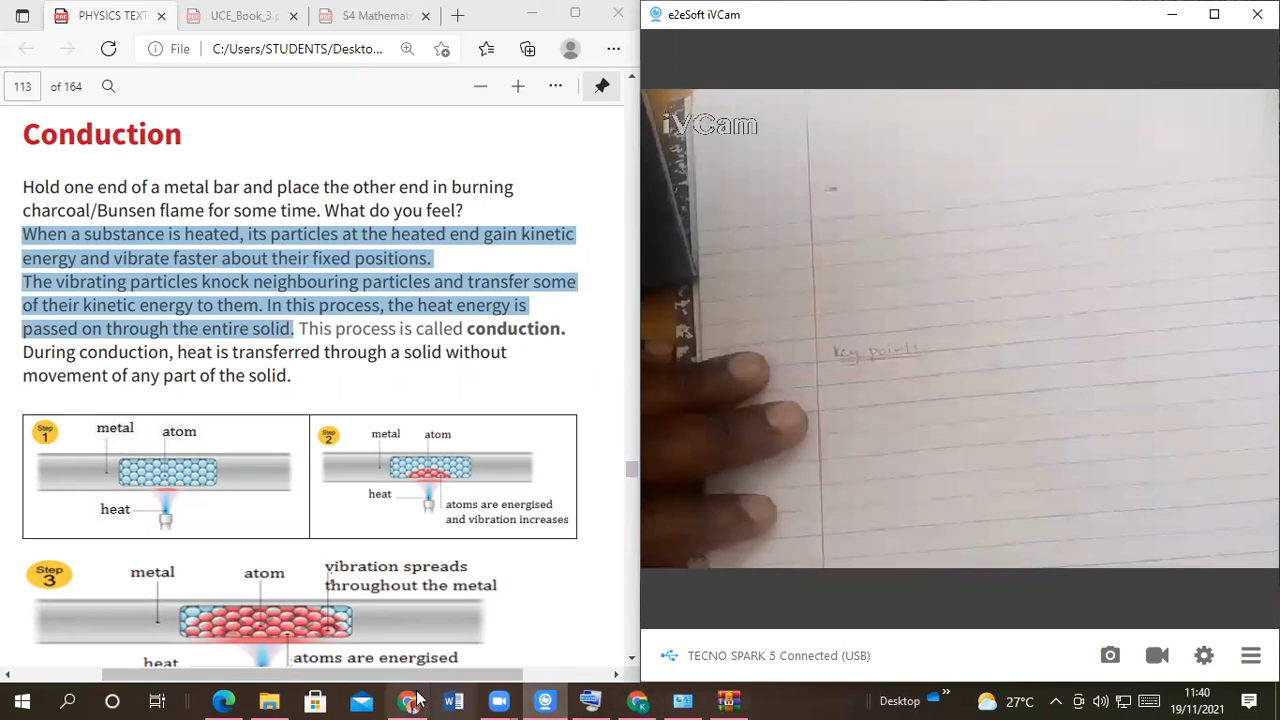 PHYSICS TEXT
UCE_Book_3.p
S4 Mathemat
File
C:/Users/STUDENTS/Deskto...
113
of 164
Conduction
Hold one end of a metal bar and place the other end in burning
charcoal/Bunsen flame for some time. What do you feel?
When a substance is heated, its particles at the heated end gain kinetic
energy and vibrate faster about their fixed positions.
The vibrating particles knock neighbouring particles and transfer some
of their kinetic energy to them. In this process, the heat energy is
passed on through the entire solid. This process is called conduction.
During conduction, heat is transferred through a solid without
movement of any part of the solid.
Step
1
metal
atom
heat
Step
2
metal
atom
heat
atoms are energised
and vibration increases
Step
3
metal
atom
vibration spreads
throughout the metal
heat
atoms are energised
e2eSoft iVCam
iVCam
Key points
TECNO SPARK 5 Connected (USB)
Desktop
27°C
11:40
19/11/2021